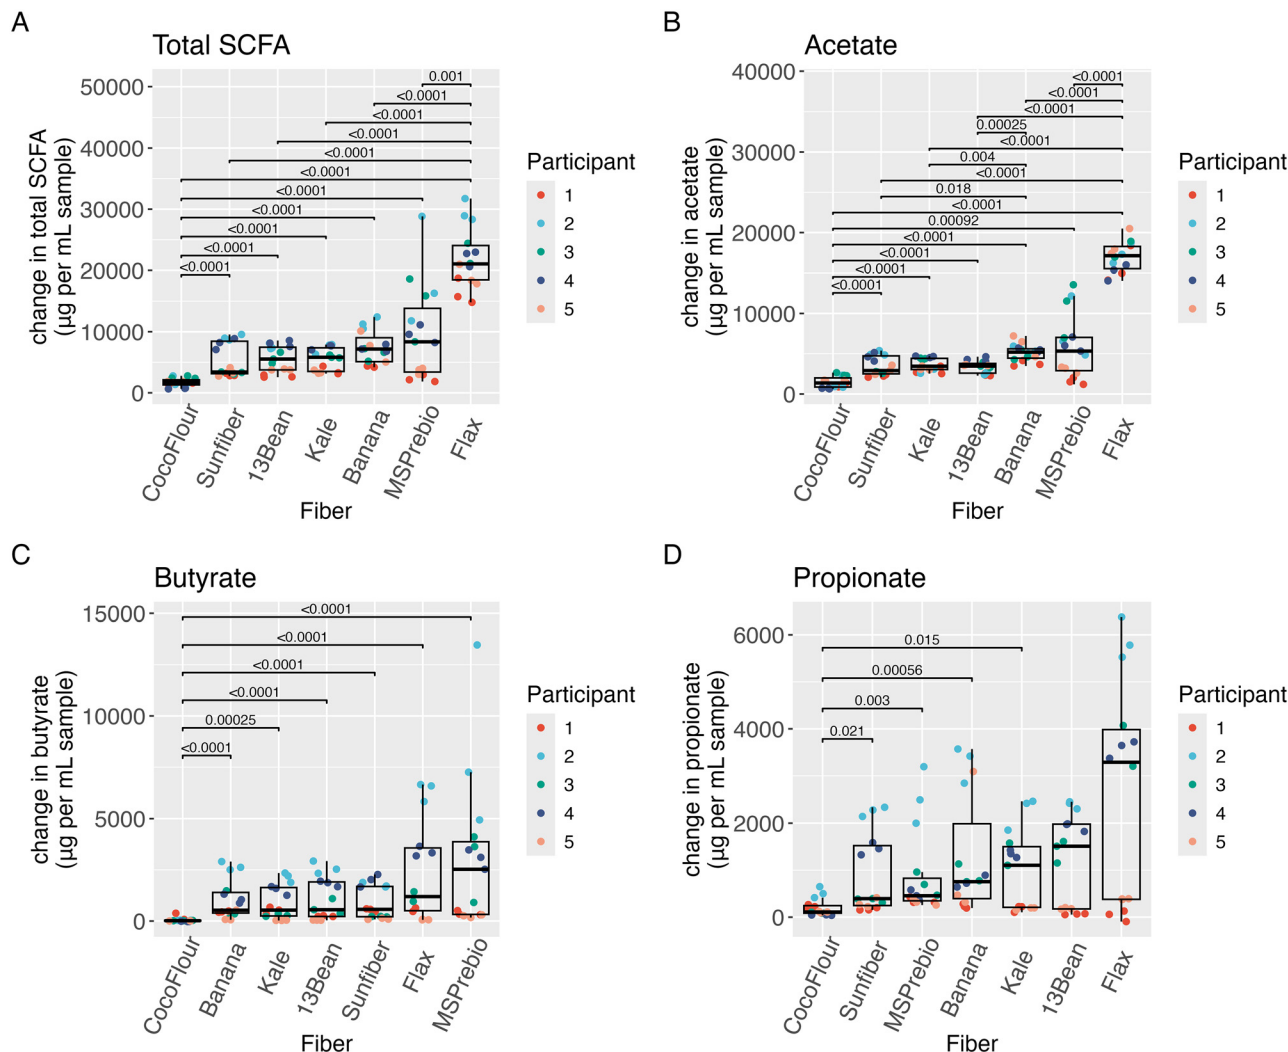 A
Total SCFA
change in total SCFA
(µg per mL sample)
50000
40000
30000
20000
10000
0
0.001
<0.0001
<0.0001
<0.0001
<0.0001
<0.0001
<0.0001
<0.0001
<0.0001
<0.0001
<0.0001
CocoFlour
Sunfiber
13Bean
Kale
Banana
MSPrebio
Flax
Fiber
Participant
1
2
3
4
5
B
Acetate
change in acetate
(µg per mL sample)
40000
30000
20000
10000
0
<0.0001
<0.0001
<0.0001
0.00025
<0.0001
0.004
<0.0001
0.018
<0.0001
0.00092
<0.0001
<0.0001
<0.0001
<0.0001
CocoFlour
Sunfiber
Kale
13Bean
Banana
MSPrebio
Flax
Fiber
Participant
1
2
3
4
5
C
Butyrate
change in butyrate
(µg per mL sample)
15000
10000
5000
0
<0.0001
<0.0001
<0.0001
<0.0001
0.00025
<0.0001
CocoFlour
Banana
Kale
13Bean
Sunfiber
Flax
MSPrebio
Fiber
Participant
1
2
3
4
5
D
Propionate
change in propionate
(µg per mL sample)
6000
4000
2000
0
0.015
0.00056
0.003
0.021
CocoFlour
Sunfiber
MSPrebio
Banana
Kale
13Bean
Flax
Fiber
Participant
1
2
3
4
5